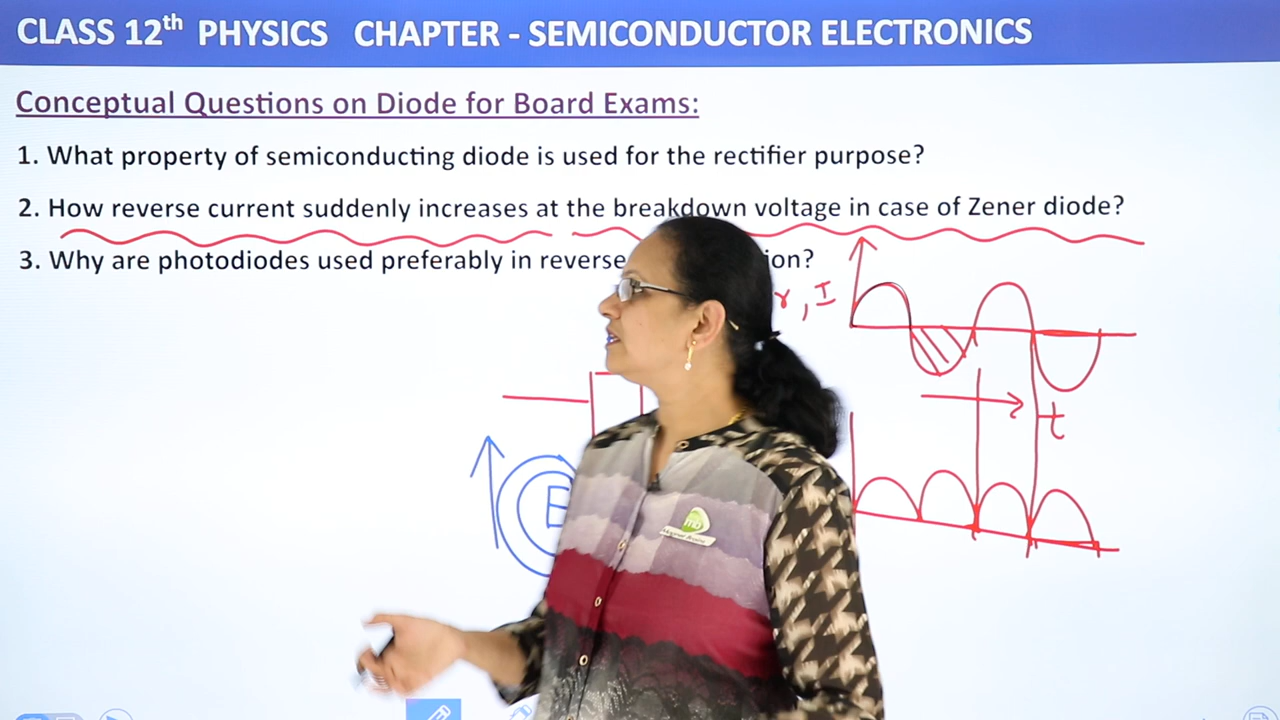 CLASS 12th PHYSICS CHAPTER - SEMICONDUCTOR ELECTRONICS
Conceptual Questions on Diode for Board Exams:
1. What property of semiconducting diode is used for the rectifier purpose?
2. How reverse current suddenly increases at the breakdown voltage in case of Zener diode?
3. Why are photodiodes used preferably in reverse ion?
, I
t
E
mb